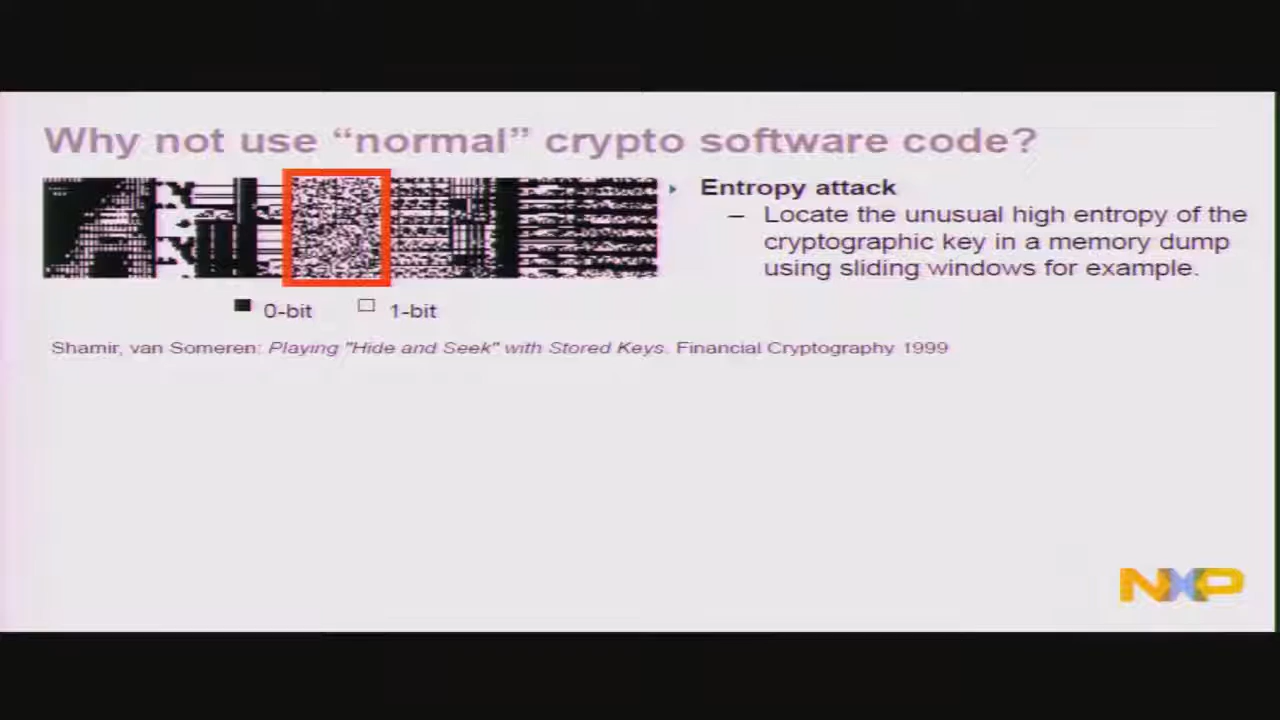 Why not use “normal” crypto software code?
Entropy attack
– Locate the unusual high entropy of the
cryptographic key in a memory dump
using sliding windows for example.
0-bit 1-bit
Shamir, van Someren: Playing "Hide and Seek" with Stored Keys. Financial Cryptography 1999
NXP